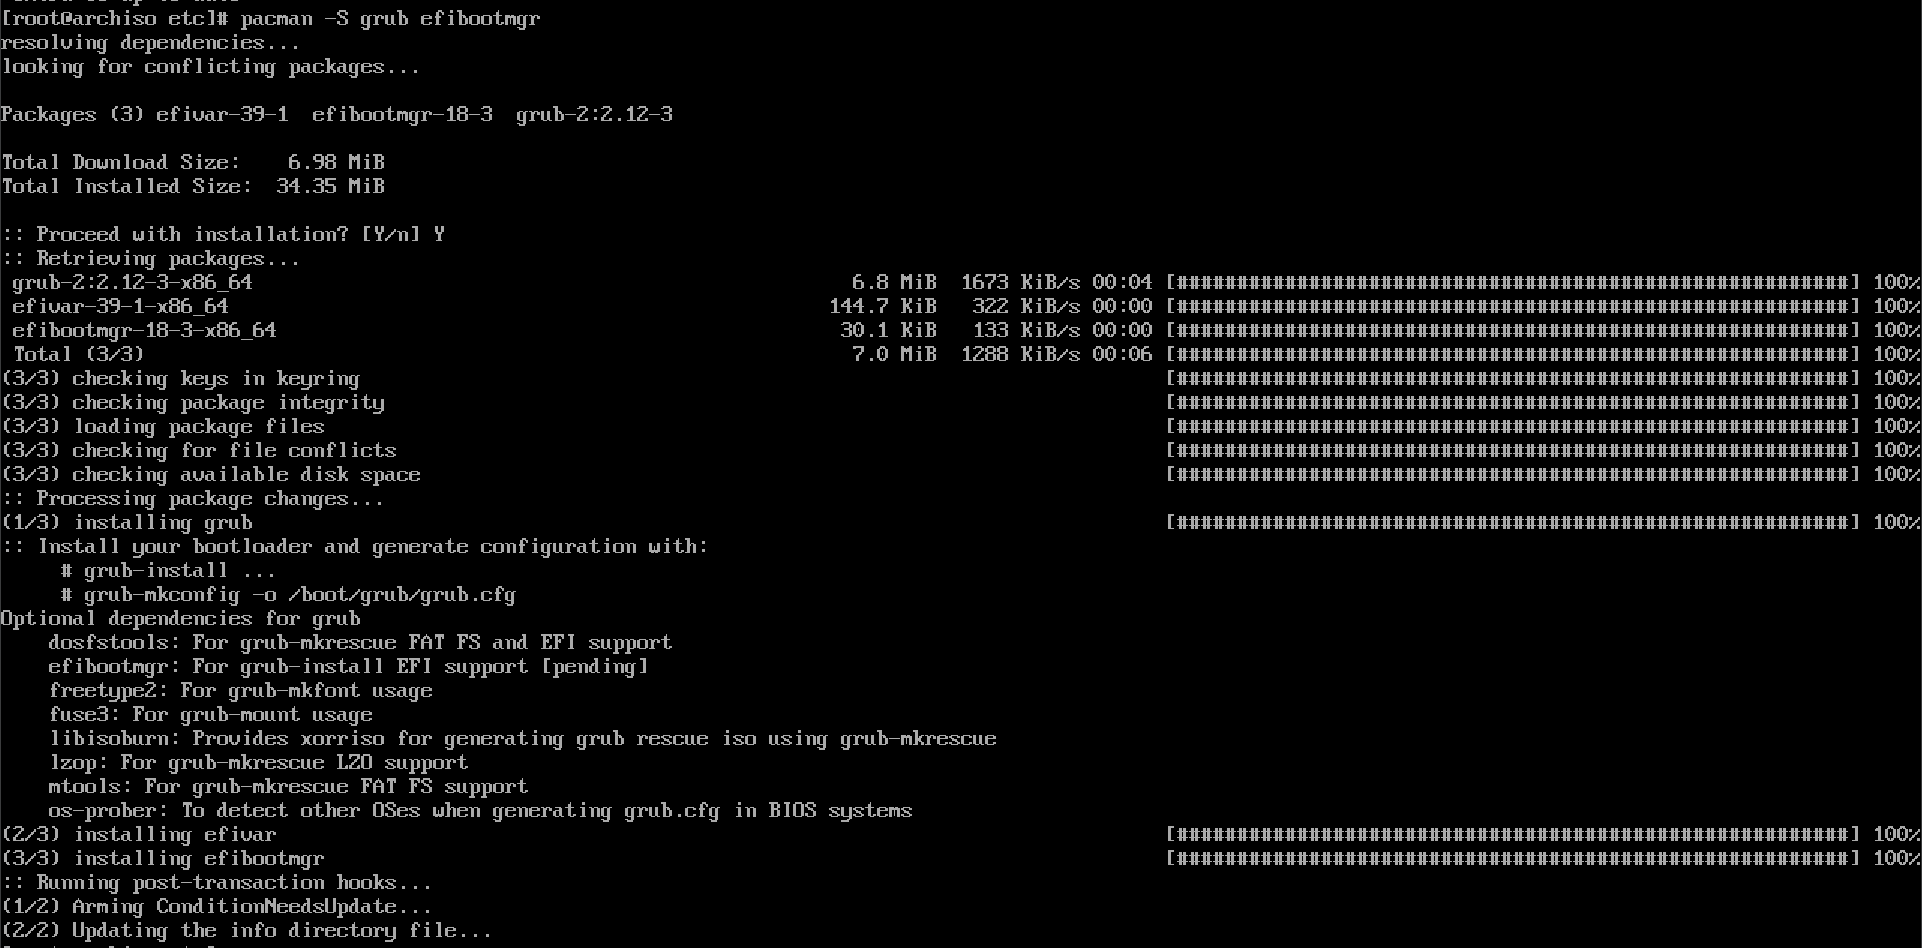 [root@archiso etc]# pacman -S grub efibootmgr
resolving dependencies...
looking for conflicting packages...
Packages (3) efivar-39-1  efibootmgr-18-3  grub-2:2.12-3
Total Download Size:    6.98 MiB
Total Installed Size:  34.35 MiB
:: Proceed with installation? [Y/n] Y
:: Retrieving packages...
 grub-2:2.12-3-x86_64    6.8 MiB  1673 KiB/s 00:04 [########################################################] 100%
 efivar-39-1-x86_64    144.7 KiB   322 KiB/s 00:00 [########################################################] 100%
 efibootmgr-18-3-x86_64    30.1 KiB   133 KiB/s 00:00 [########################################################] 100%
 Total (3/3)    7.0 MiB  1288 KiB/s 00:06 [########################################################] 100%
(3/3) checking keys in keyring    [########################################################] 100%
(3/3) checking package integrity    [########################################################] 100%
(3/3) loading package files    [########################################################] 100%
(3/3) checking for file conflicts    [########################################################] 100%
(3/3) checking available disk space    [########################################################] 100%
:: Processing package changes...
(1/3) installing grub    [########################################################] 100%
:: Install your bootloader and generate configuration with:
     # grub-install ...
     # grub-mkconfig -o /boot/grub/grub.cfg
Optional dependencies for grub
    dosfstools: For grub-mkrescue FAT FS and EFI support
    efibootmgr: For grub-install EFI support [pending]
    freetype2: For grub-mkfont usage
    fuse3: For grub-mount usage
    libisoburn: Provides xorriso for generating grub rescue iso using grub-mkrescue
    lzop: For grub-mkrescue LZO support
    mtools: For grub-mkrescue FAT FS support
    os-prober: To detect other OSes when generating grub.cfg in BIOS systems
(2/3) installing efivar    [########################################################] 100%
(3/3) installing efibootmgr    [########################################################] 100%
:: Running post-transaction hooks...
(1/2) Arming ConditionNeedsUpdate...
(2/2) Updating the info directory file...